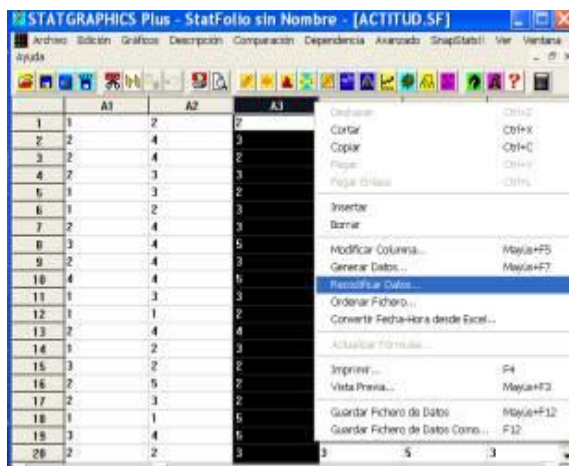 STATGRAPHICS Plus - StatFolio sin Nombre - [ACTITUD.SF]
Archivo Edición Gráficos Descripción Comparación Dependencia Avanzado SnapStats!! Ver Ventana
Ayuda
A1 A2 A3
1 1 2 2
2 2 4 3
3 2 4 2
4 2 3 3
5 1 3 2
6 1 2 3
7 2 4 3
8 3 4 5
9 2 4 3
10 4 4 5
11 1 3 3
12 1 1 2
13 2 4 4
14 1 2 3
15 3 2 2
16 2 5 2
17 2 3 2
18 1 1 5
19 3 4 5
20 2 2 3 3 5 3
Deshacer Ctrl+Z
Cortar Ctrl+X
Copiar Ctrl+C
Pegar Ctrl+V
Pegar Enlace Ctrl+L
Insertar
Borrar
Modificar Columna... Mayús+F5
Generar Datos... Mayús+F7
Recodificar Datos...
Ordenar Fichero...
Convertir Fecha-Hora desde Excel...
Actualizar Fórmulas...
Imprimir... F4
Vista Previa... Mayús+F3
Guardar Fichero de Datos Mayús+F12
Guardar Fichero de Datos Como... F12